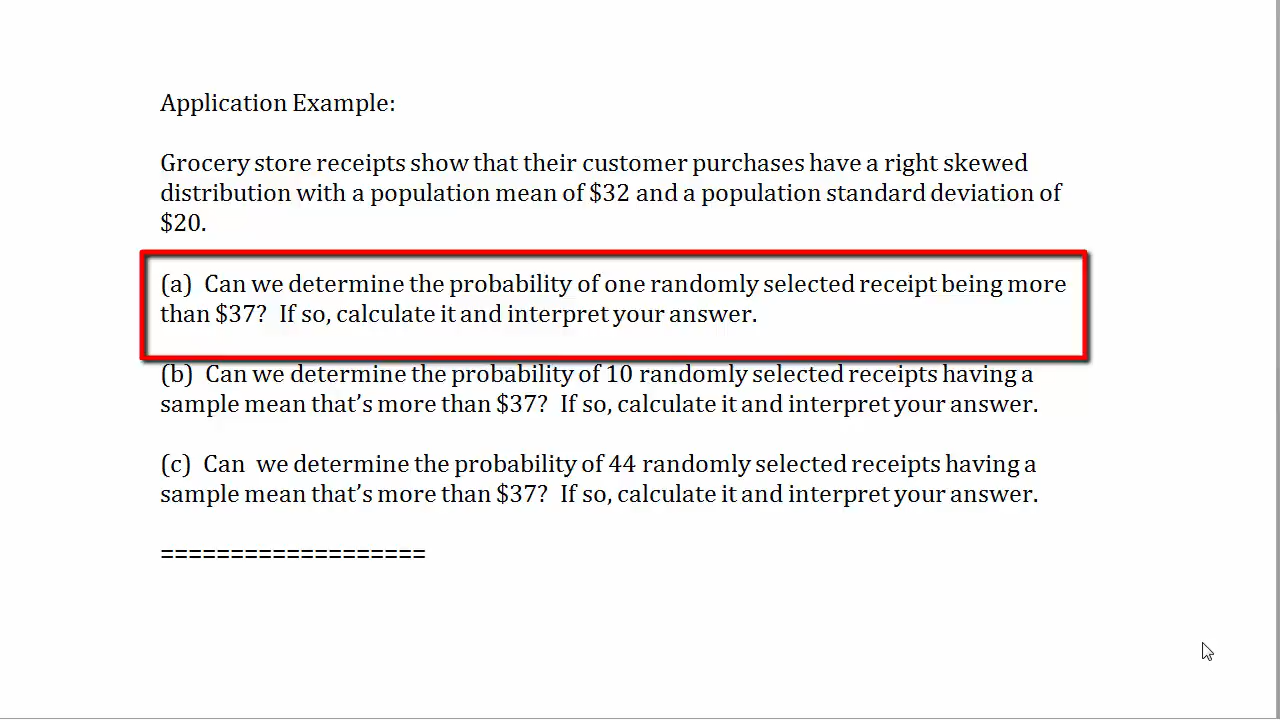 Application Example:
Grocery store receipts show that their customer purchases have a right skewed
distribution with a population mean of $32 and a population standard deviation of
$20.
(a)  Can we determine the probability of one randomly selected receipt being more
than $37?  If so, calculate it and interpret your answer.
(b)  Can we determine the probability of 10 randomly selected receipts having a
sample mean that’s more than $37?  If so, calculate it and interpret your answer.
(c)  Can  we determine the probability of 44 randomly selected receipts having a
sample mean that’s more than $37?  If so, calculate it and interpret your answer.
===================